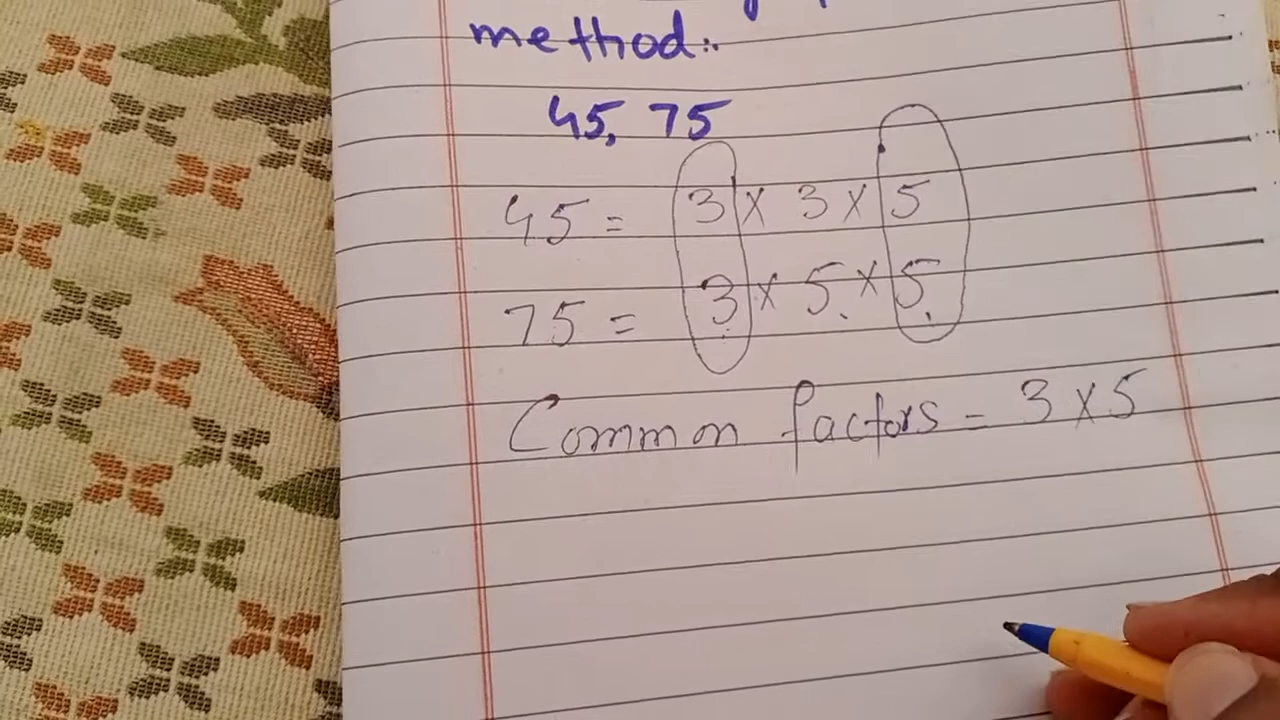 method:.
45, 75
45 = 3 x 3 x 5
75 = 3 x 5 x 5
Common factors = 3 x 5